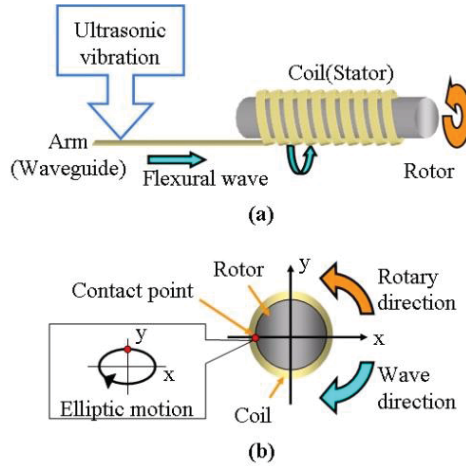 Ultrasonic
vibration
Coil(Stator)
Arm
(Waveguide)
Flexural wave
Rotor
(a)
y
Rotor
Rotary
direction
Contact point
y
x
x
Elliptic motion
Wave
direction
Coil
(b)